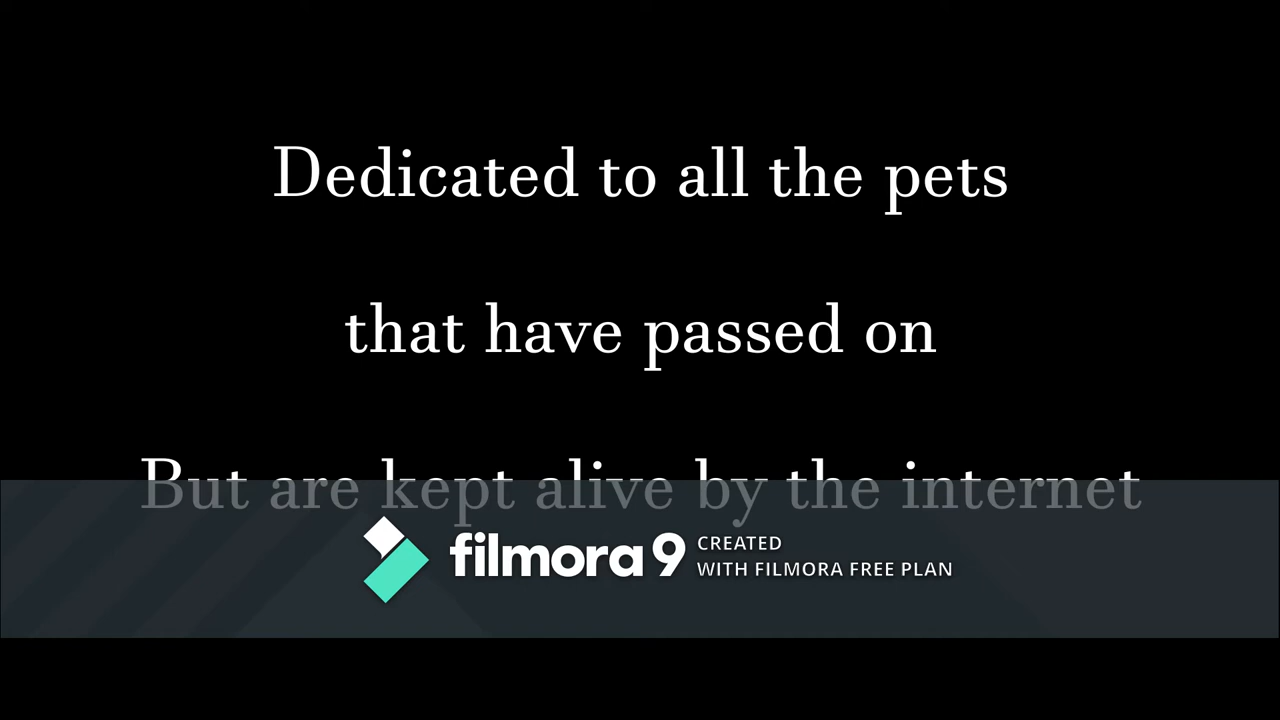 Dedicated to all the pets
that have passed on
But are kept alive by the internet
filmora 9
CREATED
WITH FILMORA FREE PLAN